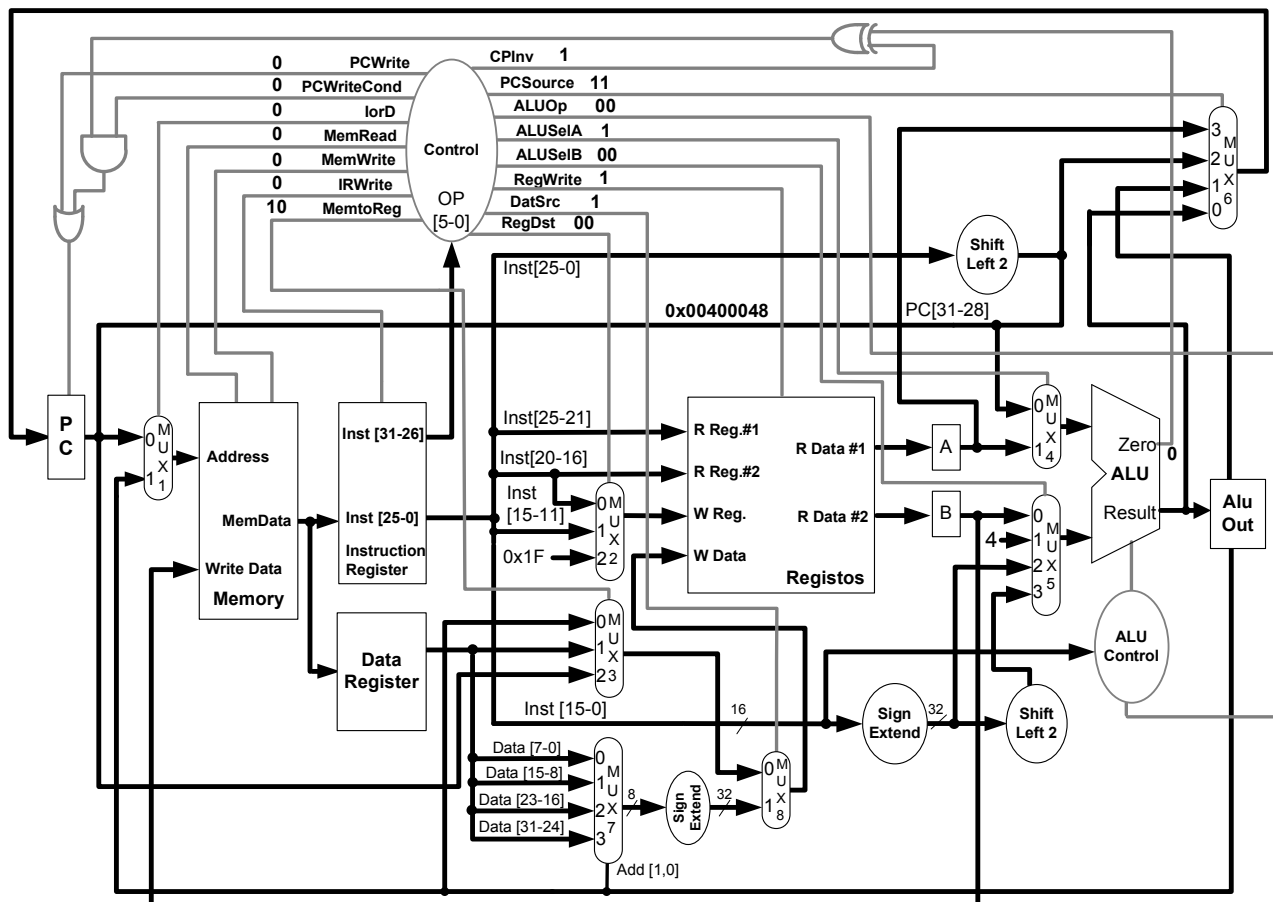 0 PCWrite
0 PCWriteCond
0 IorD
0 MemRead
0 MemWrite
0 IRWrite
10 MemtoReg
Control
OP
[5-0]
CPInv 1
PCSource 11
ALUOp 00
ALUSelA 1
ALUSelB 00
RegWrite 1
DatSrc 1
RegDst 00
3
2
1
0
M
U
X
6
Shift
Left 2
Inst[25-0]
0x00400048
PC[31-28]
P
C
0
1
M
U
X
1
Address
MemData
Write Data
Memory
Inst [31-26]
Inst [25-0]
Instruction
Register
Inst[25-21]
Inst[20-16]
Inst
[15-11]
0x1F
0
1
2
M
U
X
2
R Reg.#1
R Reg.#2
W Reg.
W Data
R Data #1
R Data #2
Registos
A
B
0
1
M
U
X
4
4
0
1
2
3
M
U
X
5
Zero
0
ALU
Result
Alu
Out
ALU
Control
Data
Register
0
1
2
M
U
X
3
Inst [15-0]
16
Sign
Extend
32
Shift
Left 2
Data [7-0]
Data [15-8]
Data [23-16]
Data [31-24]
0
1
2
3
M
U
X
7
8
Sign
Extend
32
0
1
M
U
X
8
Add [1,0]